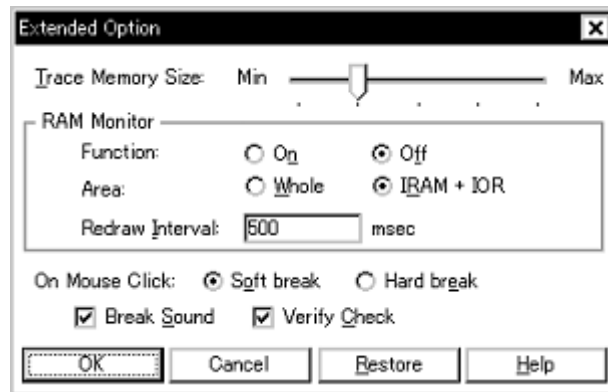 Extended Option
Trace Memory Size: Min Max
RAM Monitor
Function: On Off
Area: Whole IRAM + IOR
Redraw Interval: 500 msec
On Mouse Click: Soft break Hard break
Break Sound Verify Check
OK Cancel Restore Help